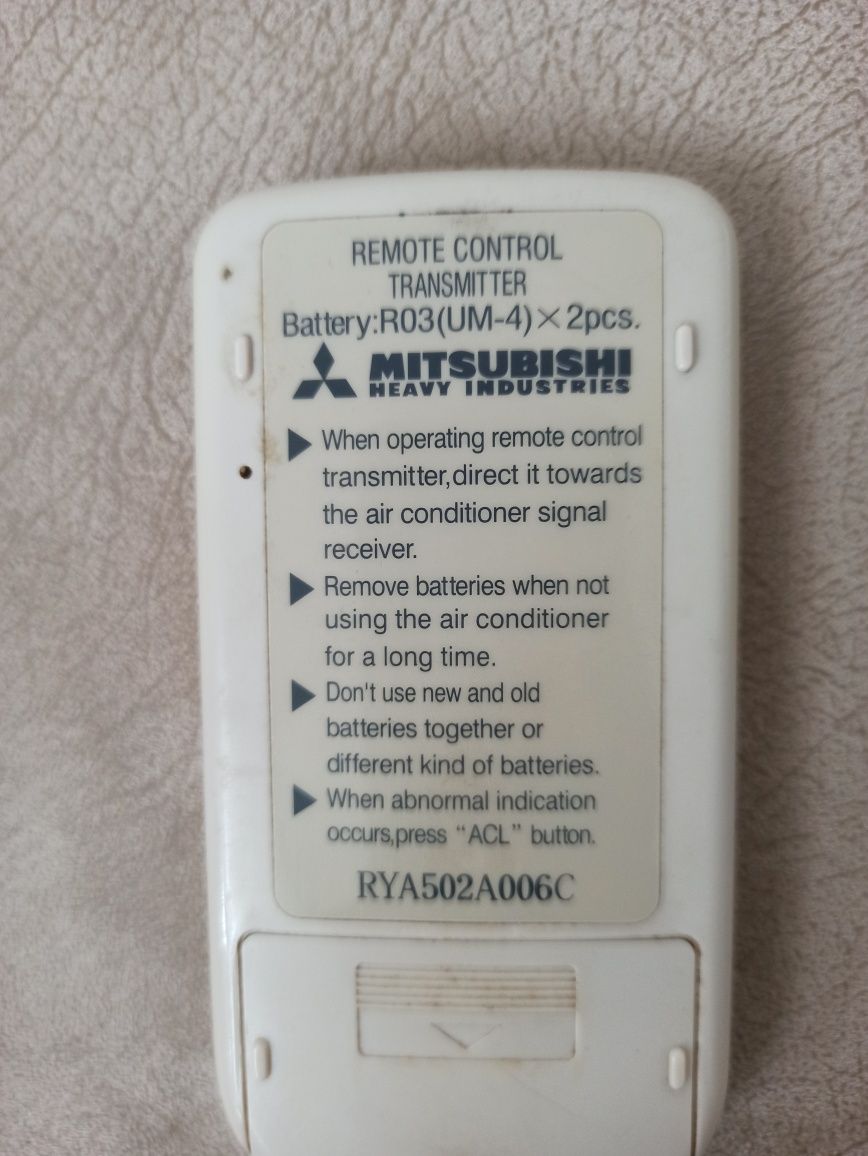 REMOTE CONTROL
TRANSMITTER
Battery:R03(UM-4)×2pcs.
MITSUBISHI
HEAVY INDUSTRIES
When operating remote control
transmitter,direct it towards
the air conditioner signal
receiver.
Remove batteries when not
using the air conditioner
for a long time.
Don't use new and old
batteries together or
different kind of batteries.
When abnormal indication
occurs,press “ACL” button.
RYA502A006C